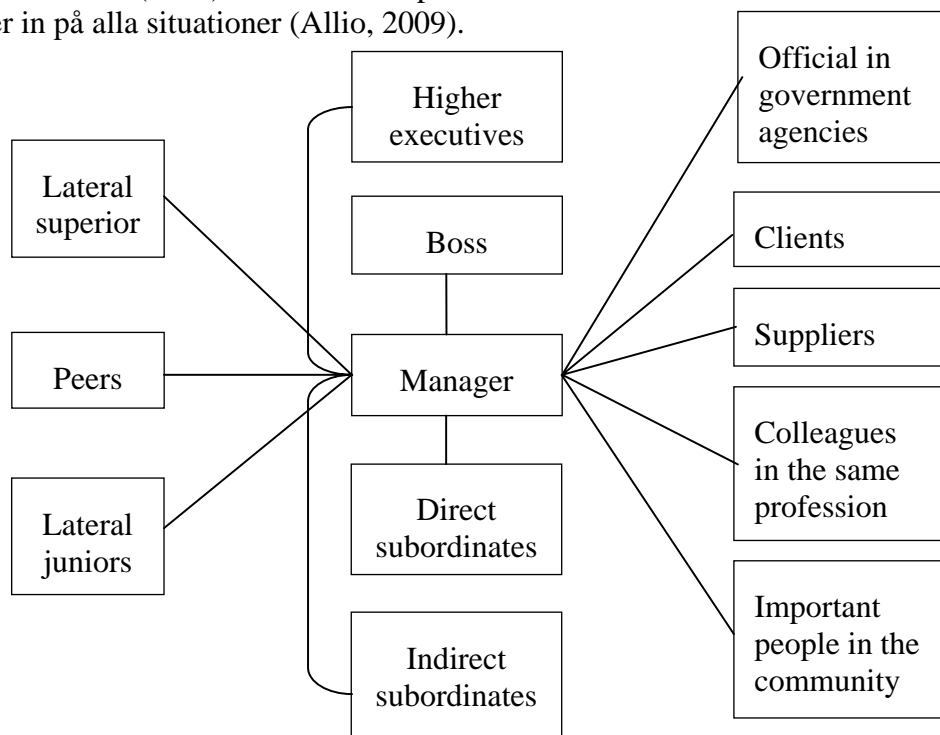 er in på alla situationer (Allio, 2009).
Higher
executives
Official in
government
agencies
Lateral
superior
Boss
Clients
Peers
Manager
Suppliers
Lateral
juniors
Direct
subordinates
Colleagues
in the same
profession
Indirect
subordinates
Important
people in the
community